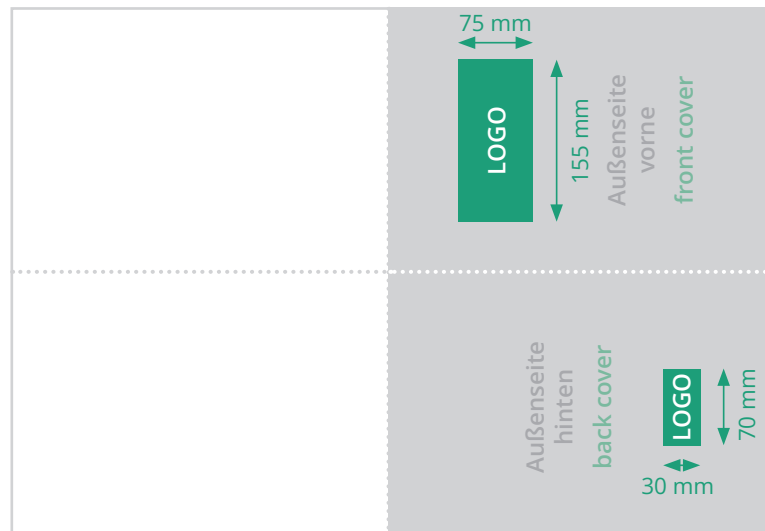 75 mm
LOGO
155 mm
Außenseite
vorne
front cover
Außenseite
hinten
back cover
LOGO
70 mm
30 mm